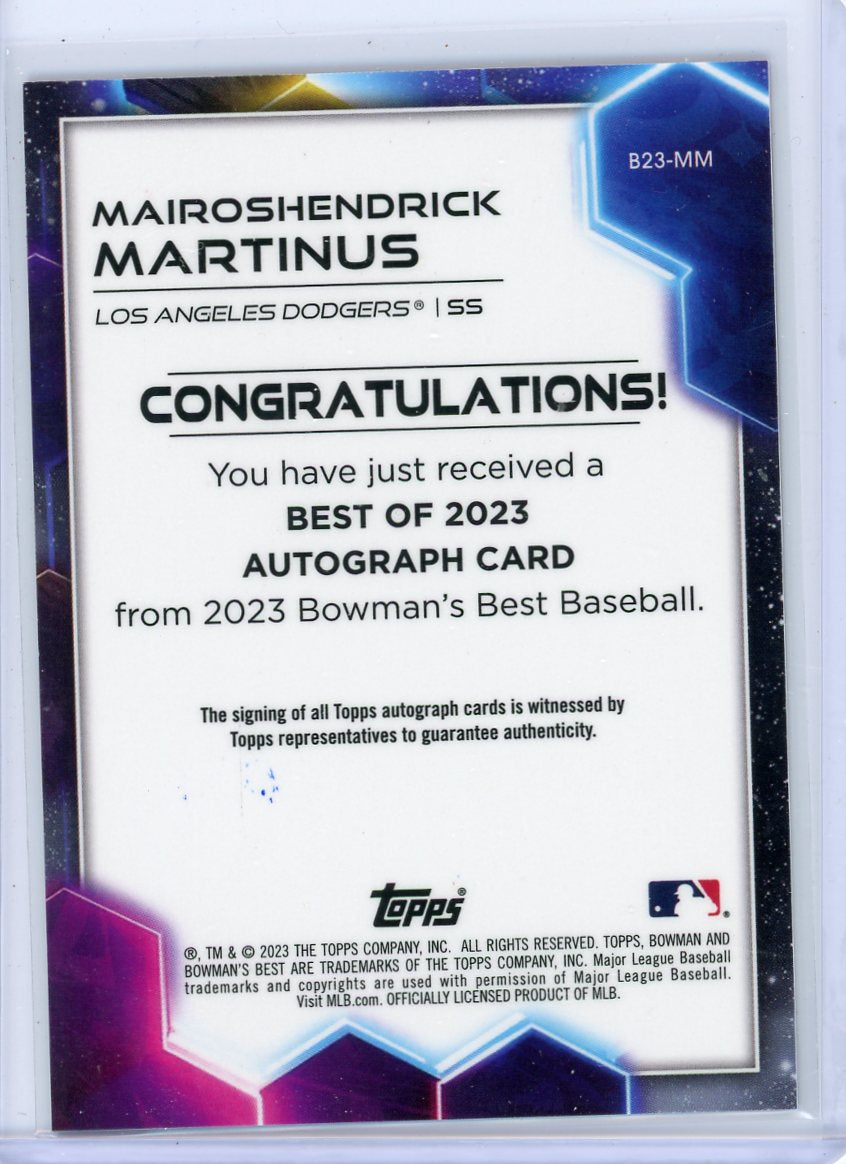 B23-MM
MAIROSHENDRICK
MARTINUS
LOS ANGELES DODGERS® | SS
CONGRATULATIONS!
You have just received a
BEST OF 2023
AUTOGRAPH CARD
from 2023 Bowman's Best Baseball.
The signing of all Topps autograph cards is witnessed by
Topps representatives to guarantee authenticity.
topps®
®, TM & © 2023 THE TOPPS COMPANY, INC. ALL RIGHTS RESERVED. TOPPS, BOWMAN AND
BOWMAN'S BEST ARE TRADEMARKS OF THE TOPPS COMPANY, INC. Major League Baseball
trademarks and copyrights are used with permission of Major League Baseball.
Visit MLB.com. OFFICIALLY LICENSED PRODUCT OF MLB.